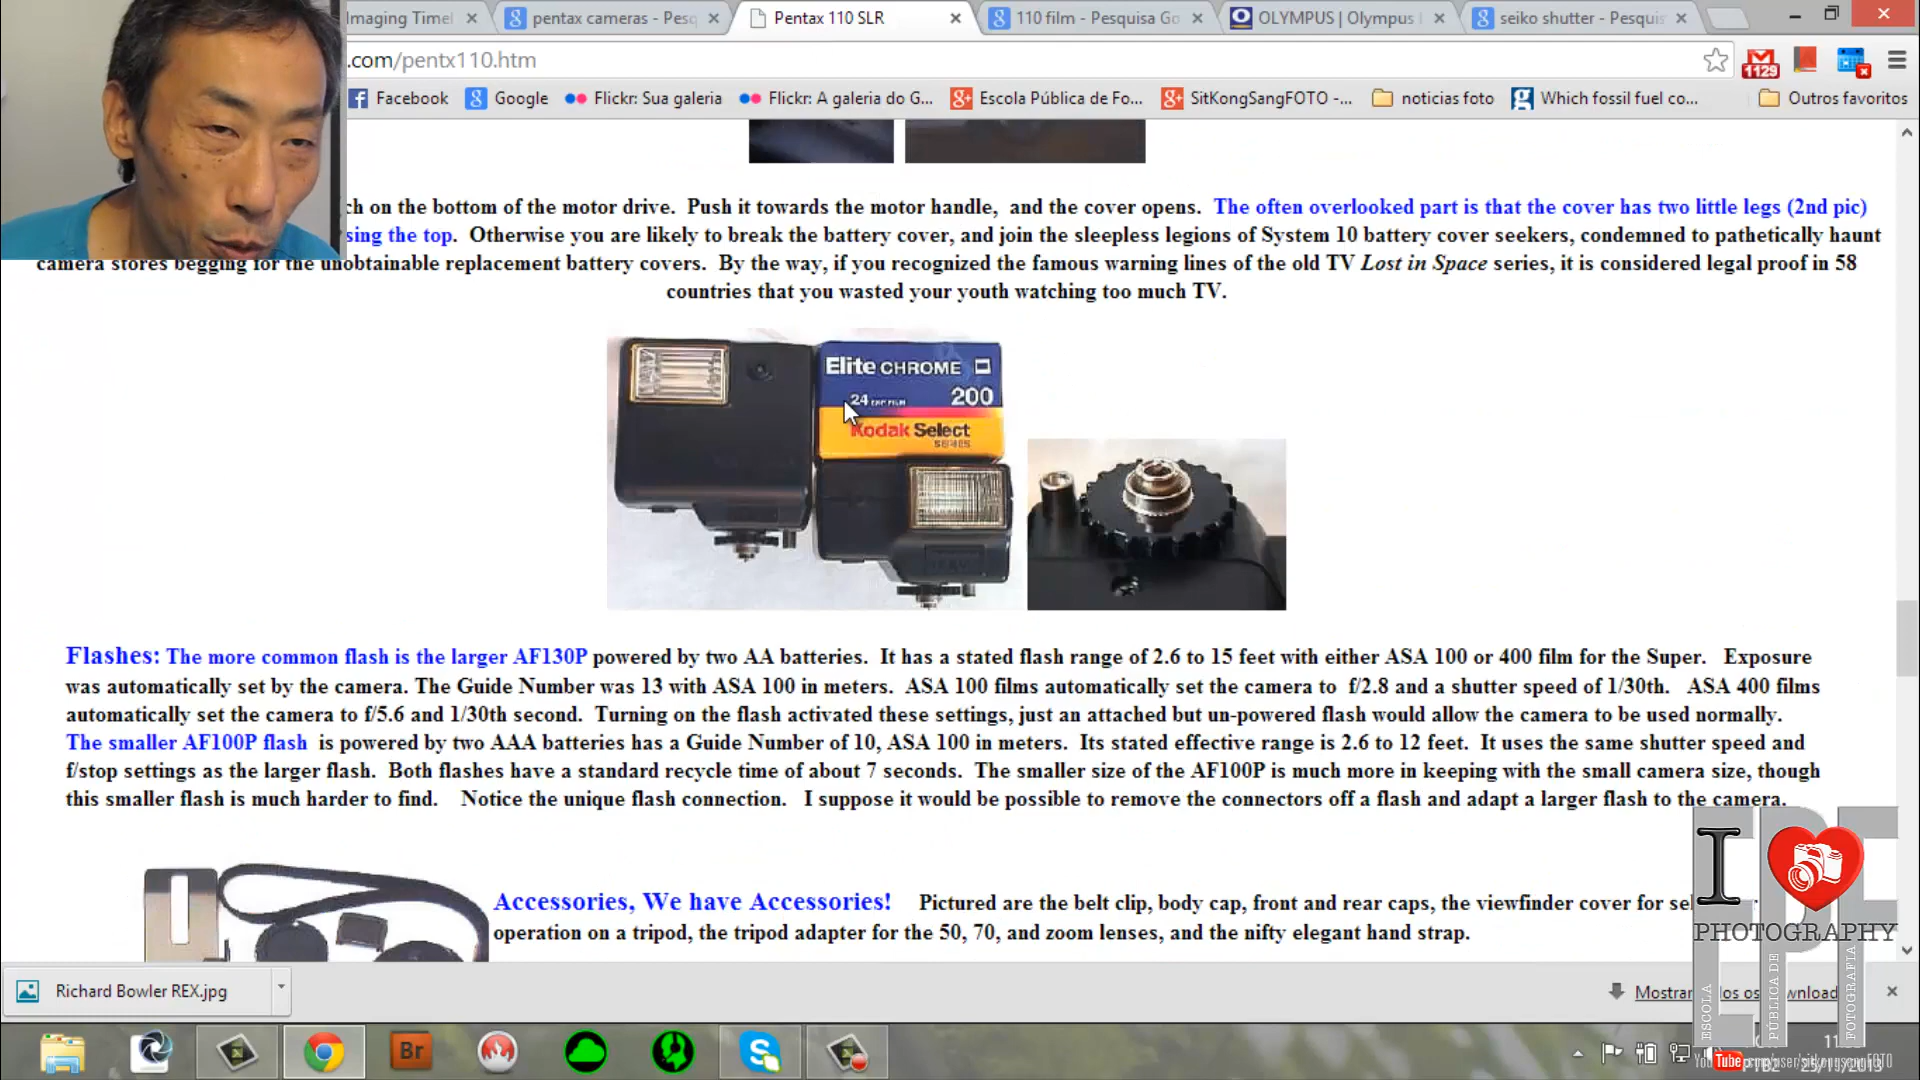 Imaging Timel
pentax cameras - Pesq
Pentax 110 SLR
110 film - Pesquisa Go
OLYMPUS | Olympus
seiko shutter - Pesquis
.com/pentx110.htm
1129
Facebook
Google
Flickr: Sua galeria
Flickr: A galeria do G...
Escola Pública de Fo...
SitKongSangFOTO -...
noticias foto
Which fossil fuel co...
Outros favoritos
ch on the bottom of the motor drive. Push it towards the motor handle, and the cover opens. The often overlooked part is that the cover has two little legs (2nd pic)
sing the top. Otherwise you are likely to break the battery cover, and join the sleepless legions of System 10 battery cover seekers, condemned to pathetically haunt
camera stores begging for the unobtainable replacement battery covers. By the way, if you recognized the famous warning lines of the old TV Lost in Space series, it is considered legal proof in 58
countries that you wasted your youth watching too much TV.
Elite CHROME
24 EXP FILM 200
Kodak Select
SERIES
Flashes: The more common flash is the larger AF130P powered by two AA batteries. It has a stated flash range of 2.6 to 15 feet with either ASA 100 or 400 film for the Super. Exposure
was automatically set by the camera. The Guide Number was 13 with ASA 100 in meters. ASA 100 films automatically set the camera to f/2.8 and a shutter speed of 1/30th. ASA 400 films
automatically set the camera to f/5.6 and 1/30th second. Turning on the flash activated these settings, just an attached but un-powered flash would allow the camera to be used normally.
The smaller AF100P flash is powered by two AAA batteries has a Guide Number of 10, ASA 100 in meters. Its stated effective range is 2.6 to 12 feet. It uses the same shutter speed and
f/stop settings as the larger flash. Both flashes have a standard recycle time of about 7 seconds. The smaller size of the AF100P is much more in keeping with the small camera size, though
this smaller flash is much harder to find. Notice the unique flash connection. I suppose it would be possible to remove the connectors off a flash and adapt a larger flash to the camera.
Accessories, We have Accessories! Pictured are the belt clip, body cap, front and rear caps, the viewfinder cover for sel
operation on a tripod, the tripod adapter for the 50, 70, and zoom lenses, and the nifty elegant hand strap.
I
PHOTOGRAPHY
EPF
ESCOLA
PÚBLICA DE
FOTOGRAFIA
Richard Bowler REX.jpg
Mostrar
os
wnload
Br
YouTube
25/11/2013